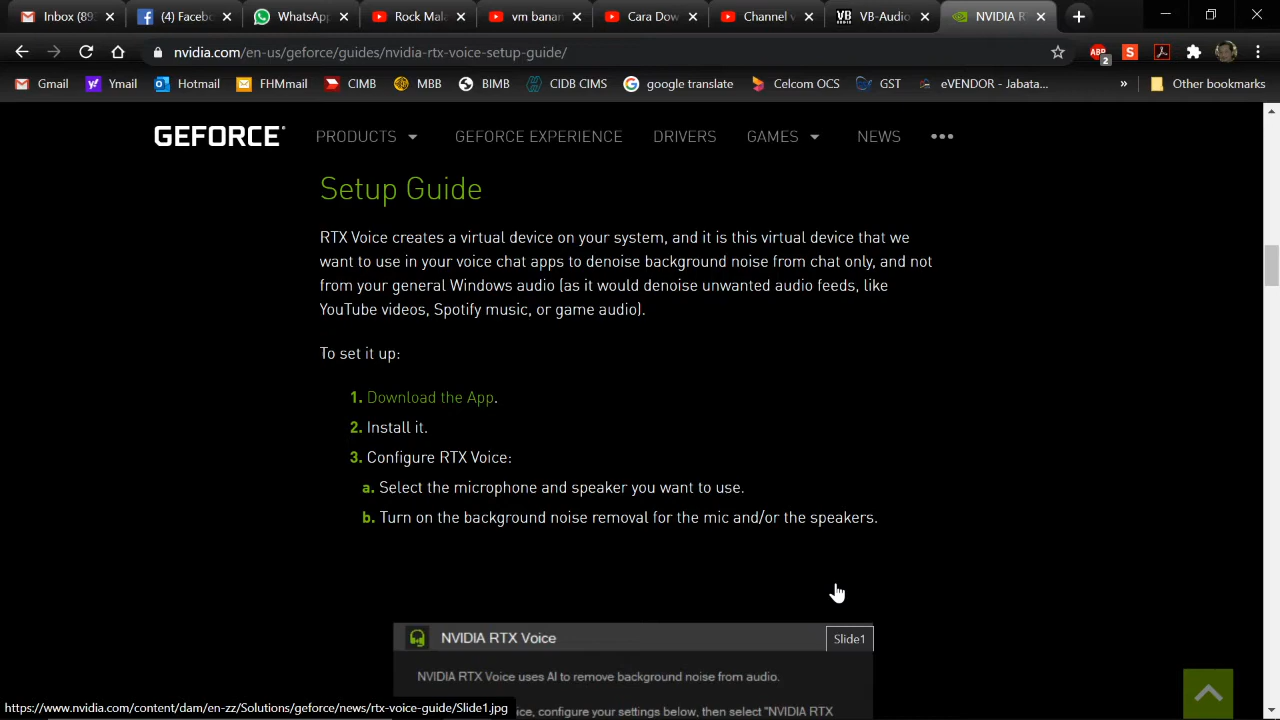 Inbox (89
(4) Faceb
WhatsApp
Rock Mala
vm banan
Cara Dow
Channel v
VB-Audio
NVIDIA R
nvidia.com/en-us/geforce/guides/nvidia-rtx-voice-setup-guide/
ABP
2
S
Gmail
Ymail
Hotmail
FHMmail
CIMB
MBB
BIMB
CIDB CIMS
google translate
Celcom OCS
GST
eVENDOR - Jabata...
»
Other bookmarks
GEFORCE
PRODUCTS
GEFORCE EXPERIENCE
DRIVERS
GAMES
NEWS
•••
Setup Guide
RTX Voice creates a virtual device on your system, and it is this virtual device that we
want to use in your voice chat apps to denoise background noise from chat only, and not
from your general Windows audio (as it would denoise unwanted audio feeds, like
YouTube videos, Spotify music, or game audio).
To set it up:
1. Download the App.
2. Install it.
3. Configure RTX Voice:
a. Select the microphone and speaker you want to use.
b. Turn on the background noise removal for the mic and/or the speakers.
NVIDIA RTX Voice
Slide1
NVIDIA RTX Voice uses AI to remove background noise from audio.
https://www.nvidia.com/content/dam/en-zz/Solutions/geforce/news/rtx-voice-guide/Slide1.jpg
ice, configure your settings below, then select "NVIDIA RTX